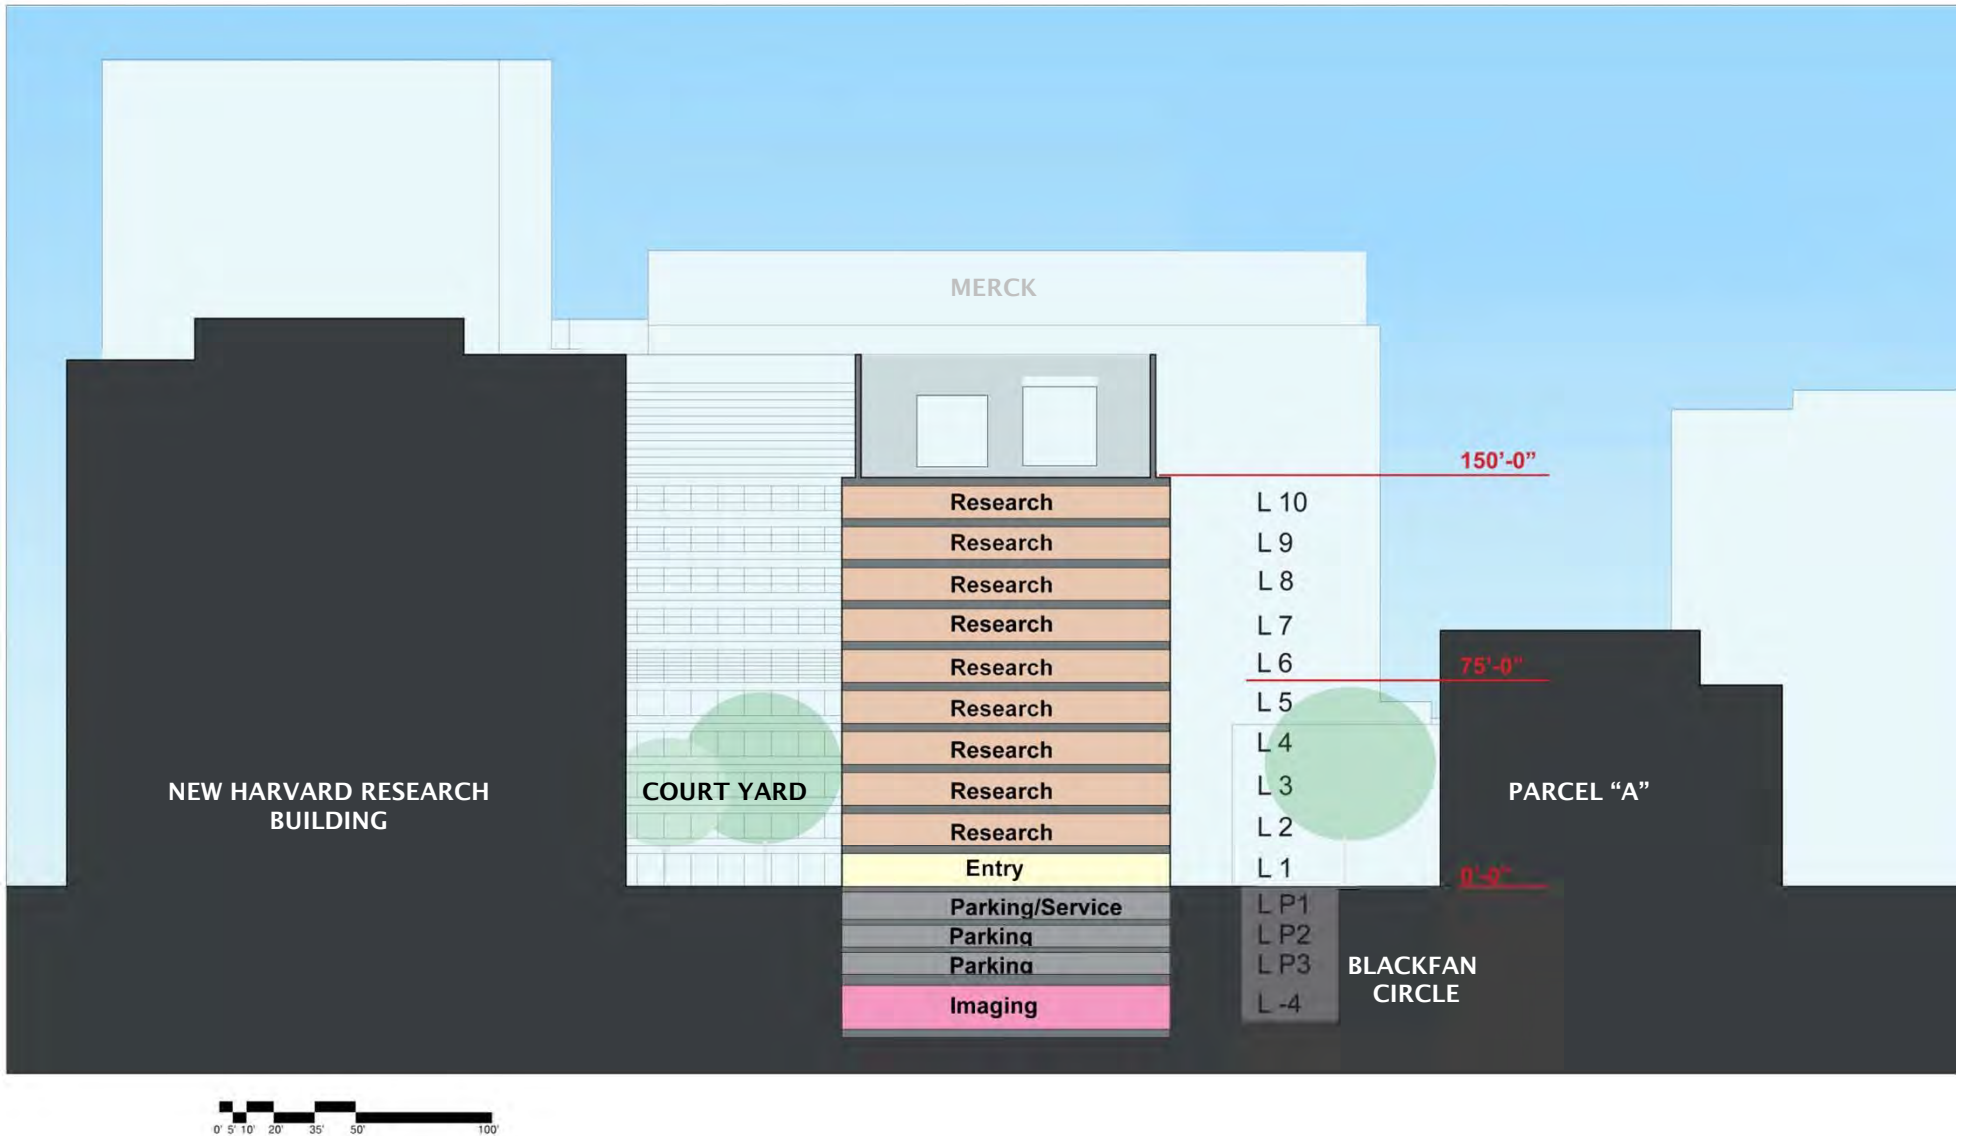 MERCK
150'-0"
Research L 10
Research L 9
Research L 8
Research L 7
Research L 6
75'-0"
Research L 5
Research L 4
Research L 3
NEW HARVARD RESEARCH
BUILDING
COURT YARD
PARCEL “A”
Research L 2
Entry L 1
0'-0"
Parking/Service L P1
Parking L P2
Parking L P3
BLACKFAN
CIRCLE
Imaging L -4
0' 5' 10' 20' 35' 50' 100'